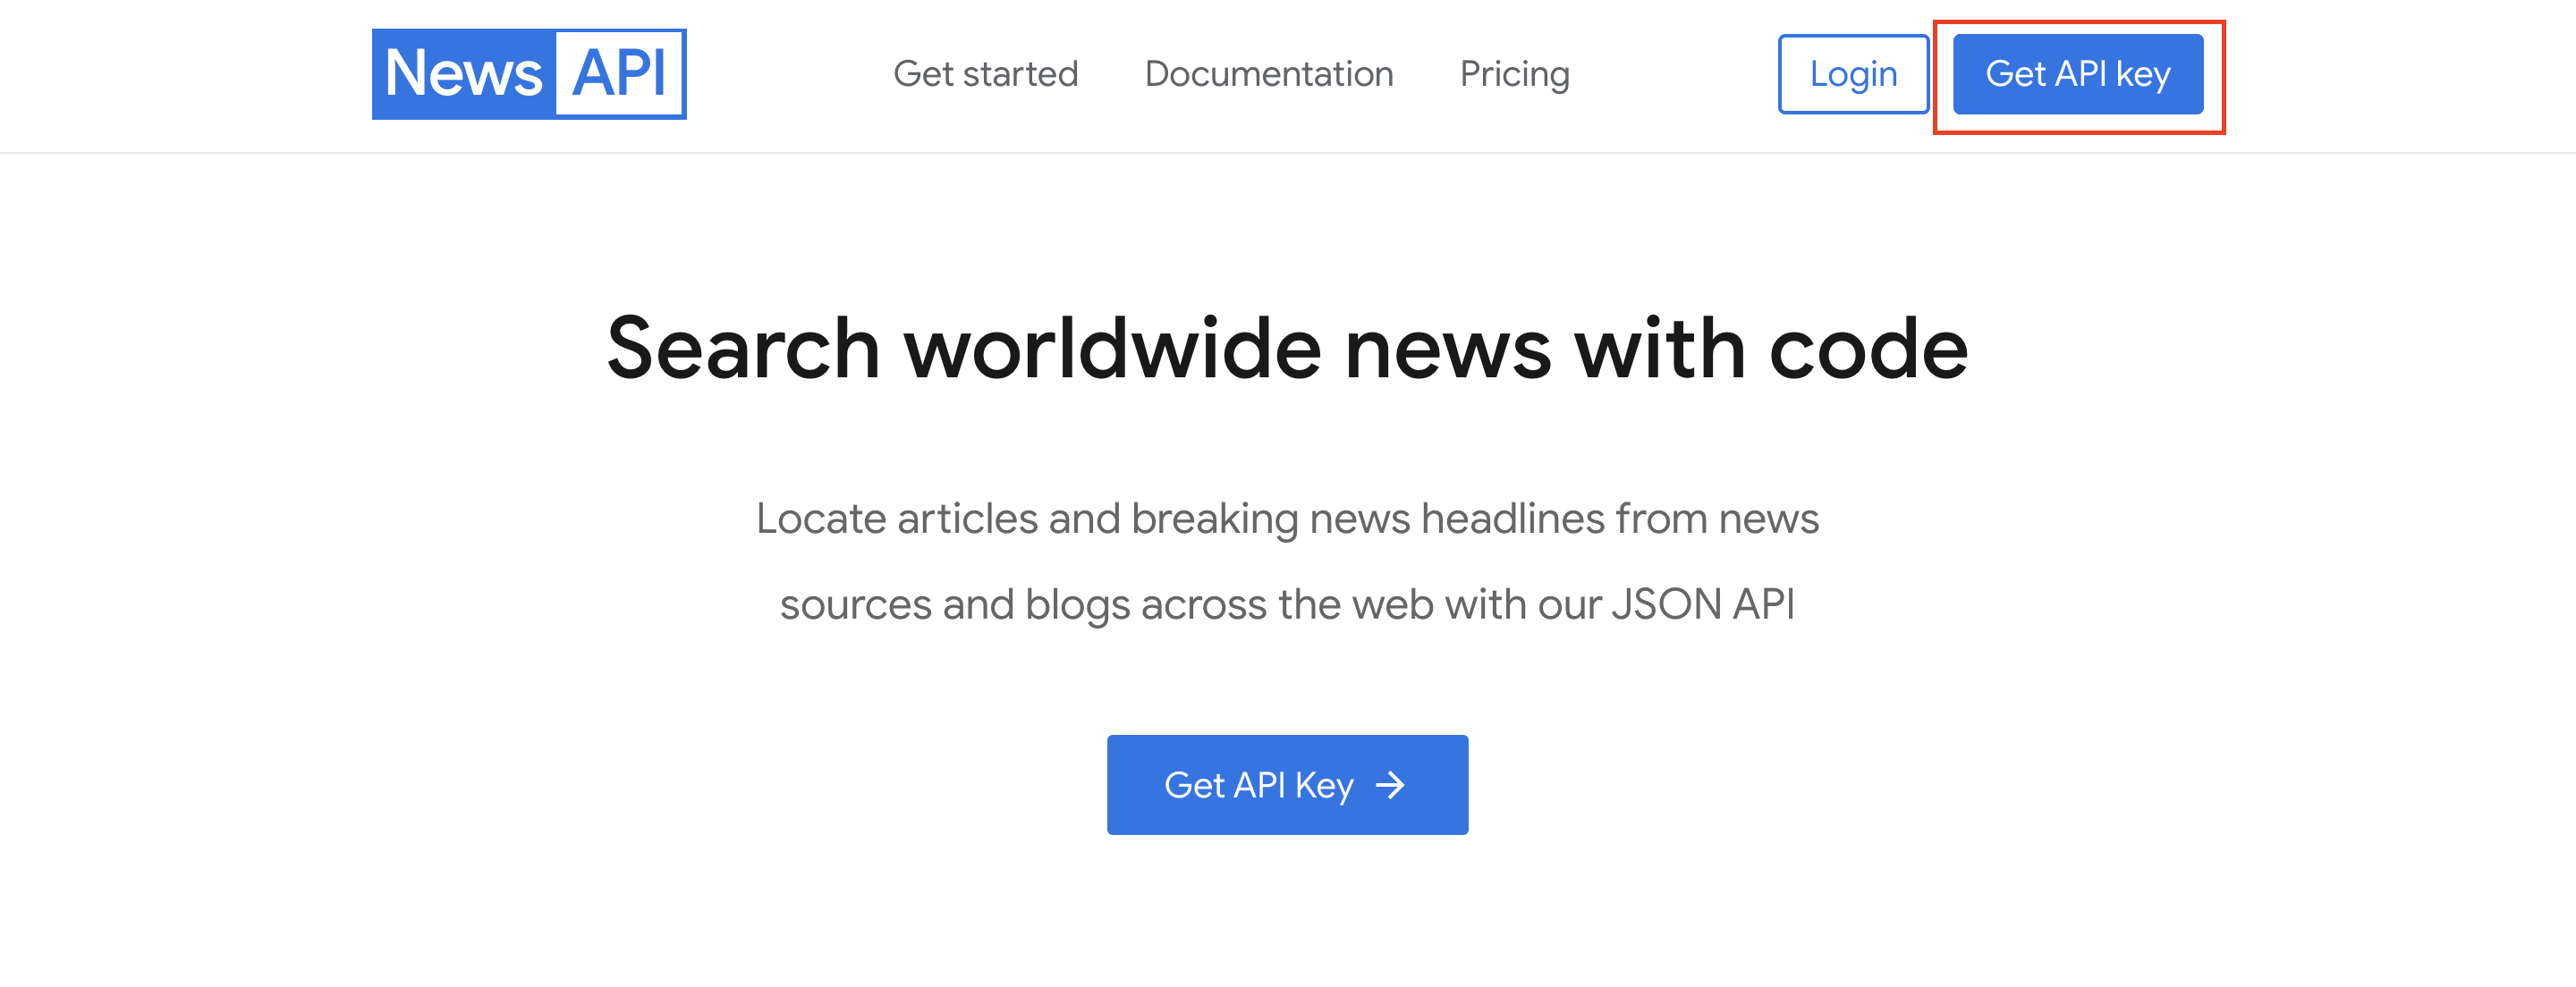 News API
Get started
Documentation
Pricing
Login
Get API key
Search worldwide news with code
Locate articles and breaking news headlines from news
sources and blogs across the web with our JSON API
Get API Key →